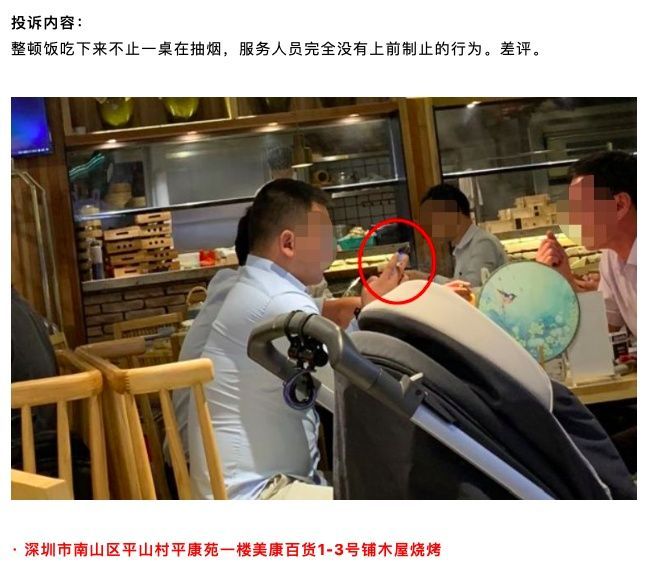 投诉内容：
整顿饭吃下来不止一桌在抽烟，服务人员完全没有上前制止的行为。差评。
· 深圳市南山区平山村平康苑一楼美康百货1-3号铺木屋烧烤